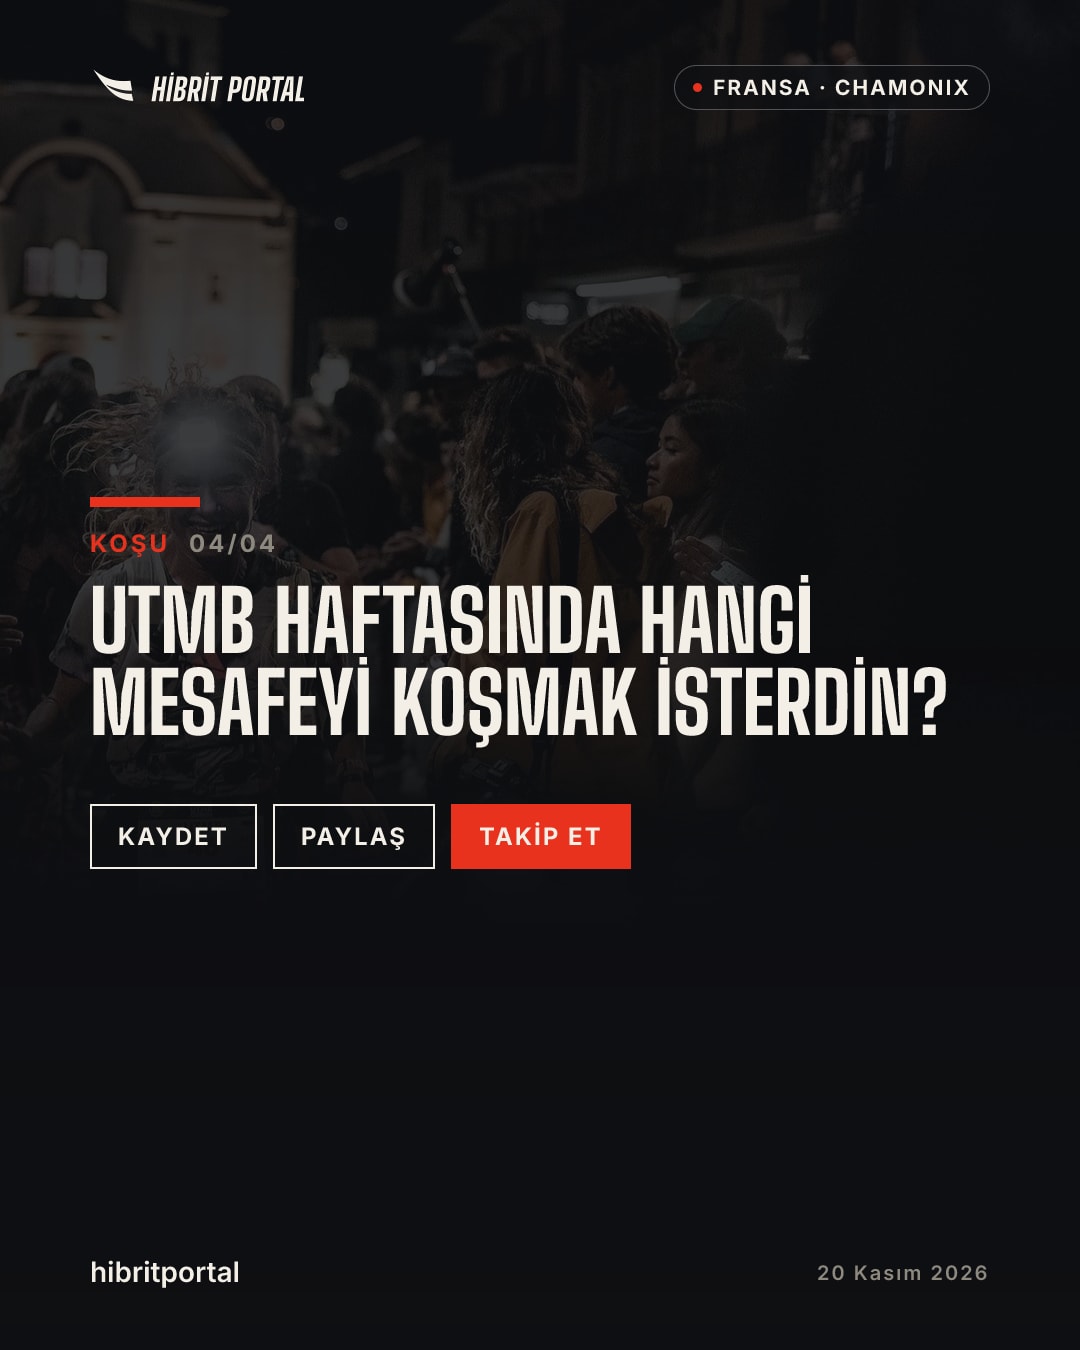 HİBRİT PORTAL
FRANSA · CHAMONIX
KOŞU 04/04
UTMB HAFTASINDA HANGİ
MESAFEYİ KOŞMAK İSTERDİN?
KAYDET
PAYLAŞ
TAKİP ET
hibritportal
20 Kasım 2026